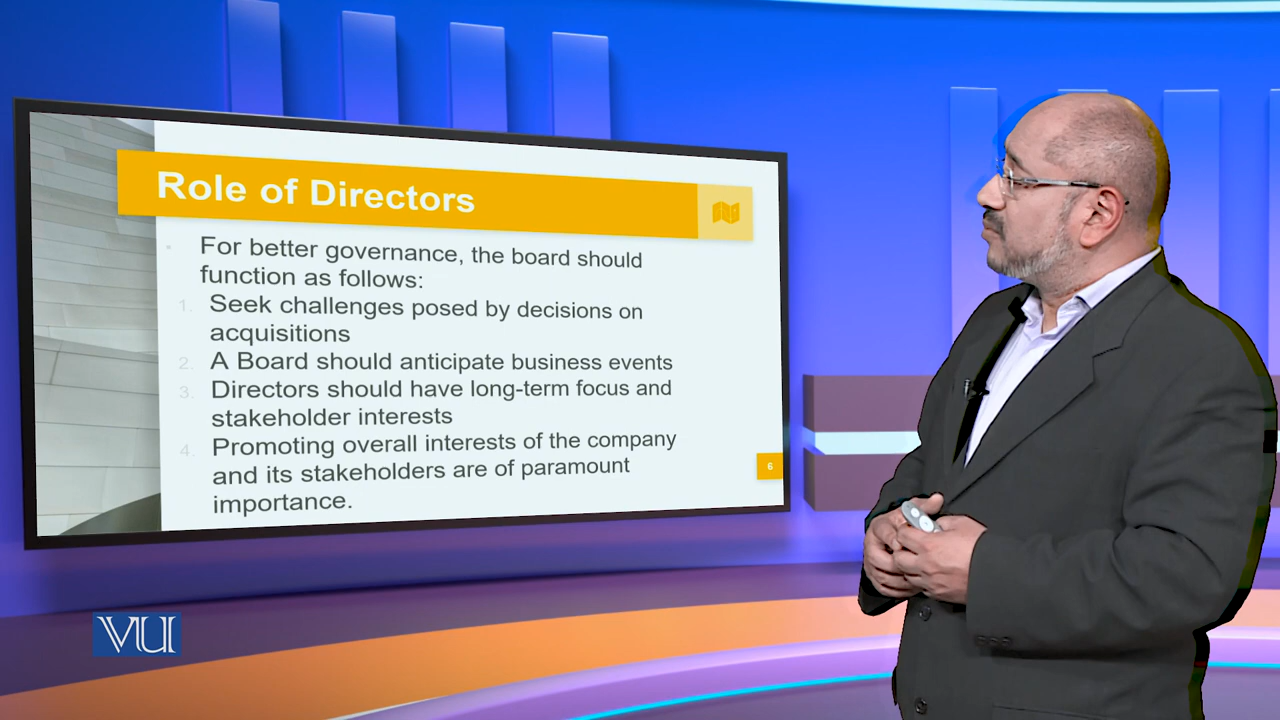 Role of Directors
For better governance, the board should
function as follows:
1. Seek challenges posed by decisions on
acquisitions
2. A Board should anticipate business events
3. Directors should have long-term focus and
stakeholder interests
4. Promoting overall interests of the company
and its stakeholders are of paramount
importance.
6
VU